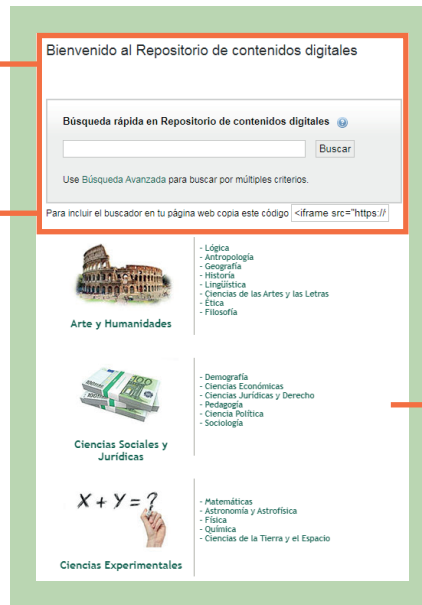 Bienvenido al Repositorio de contenidos digitales
Búsqueda rápida en Repositorio de contenidos digitales
Buscar
Use Búsqueda Avanzada para buscar por múltiples criterios.
Para incluir el buscador en tu página web copia este código <iframe src="https://
- Lógica
- Antropología
- Geografía
- Historia
- Lingüística
- Ciencias de las Artes y las Letras
- Ética
- Filosofía
Arte y Humanidades
- Demografía
- Ciencias Económicas
- Ciencias Jurídicas y Derecho
- Pedagogía
- Ciencia Política
- Sociología
100
Ciencias Sociales y
Jurídicas
X + Y = ?
- Matemáticas
- Astronomía y Astrofísica
- Física
- Química
- Ciencias de la Tierra y el Espacio
Ciencias Experimentales